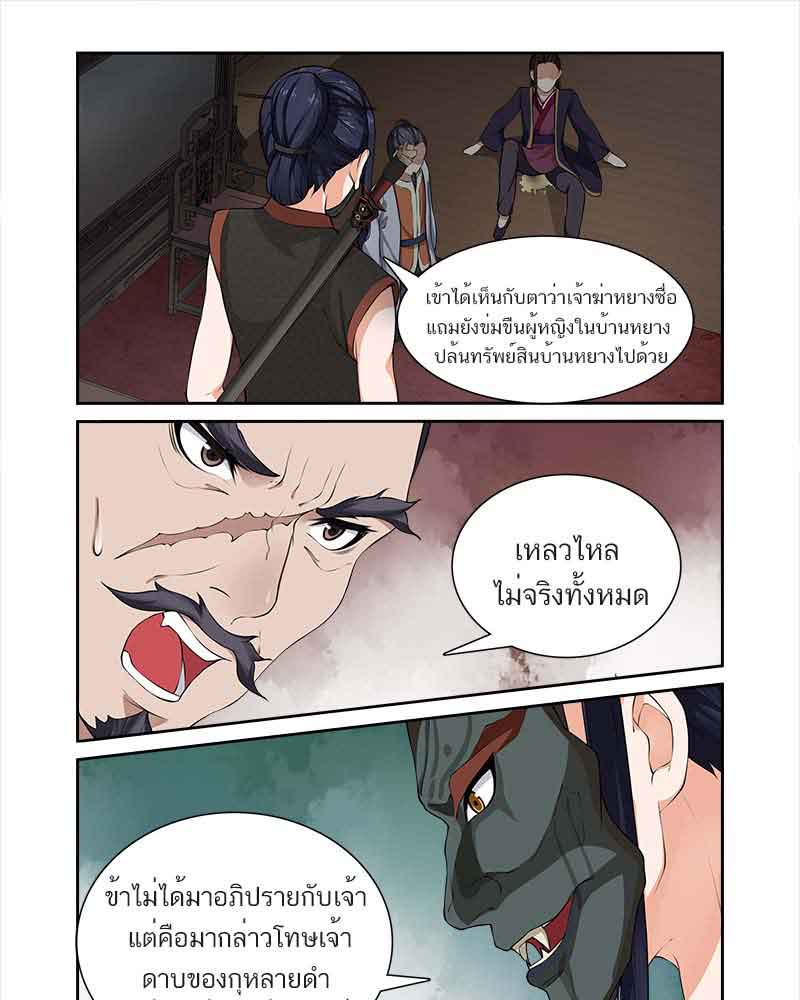 เข้าได้เห็นกับตาว่าเจ้าฆ่าหยางซื่อ
แถมยังข่มขืนผู้หญิงในบ้านหยาง
ปล้นทรัพย์สินบ้านหยางไปด้วย
เหลวไหล
ไม่จริงทั้งหมด
ข้าไม่ได้มาอภิปรายกับเจ้า
แต่คือมากล่าวโทษเจ้า
ดาบของกุหลายดำ